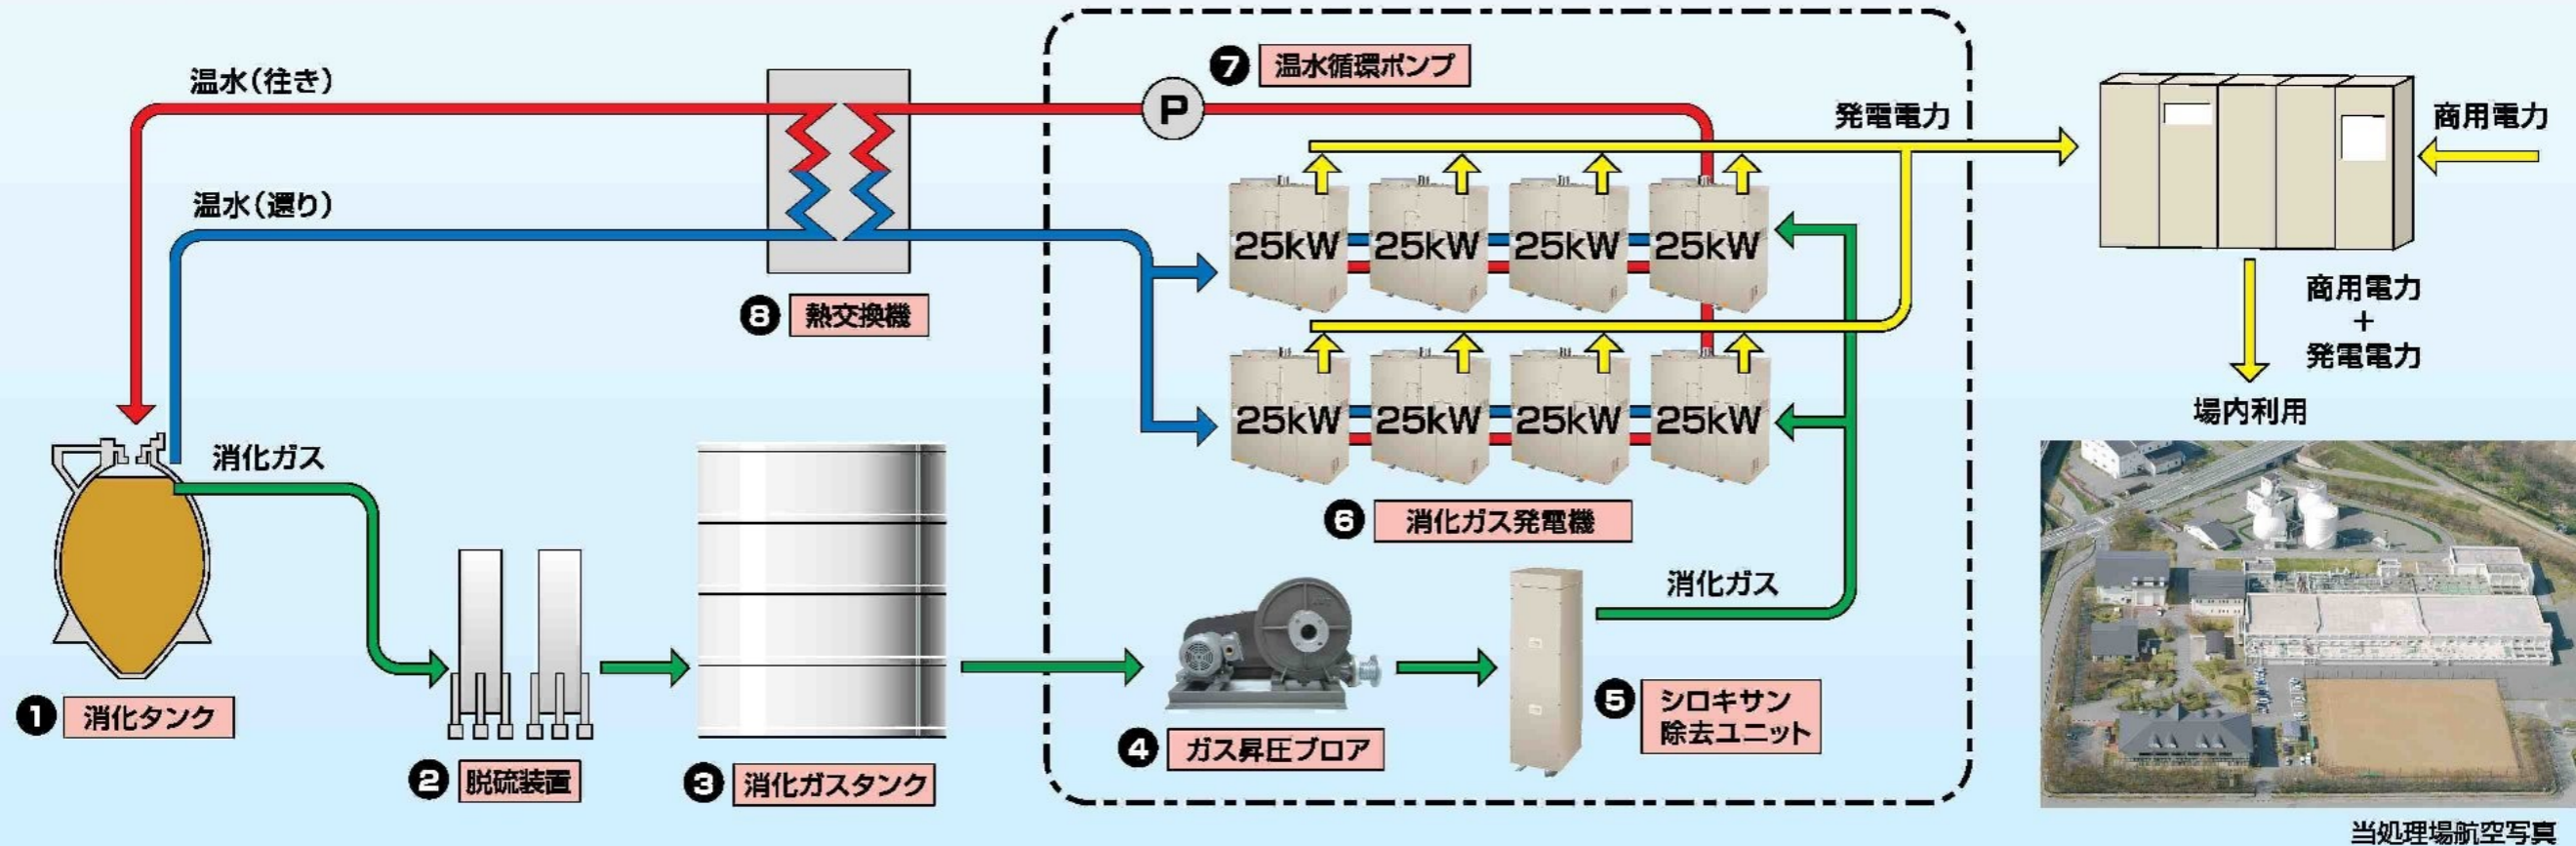 温水(往き)
温水(還り)
⑧ 熱交換機
⑦ 温水循環ポンプ
P
発電電力
商用電力
25kW 25kW 25kW 25kW
25kW 25kW 25kW 25kW
⑥ 消化ガス発電機
商用電力
+
発電電力
場内利用
消化ガス
① 消化タンク
② 脱硫装置
③ 消化ガスタンク
④ ガス昇圧ブロア
⑤ シロキサン
除去ユニット
消化ガス
当処理場航空写真